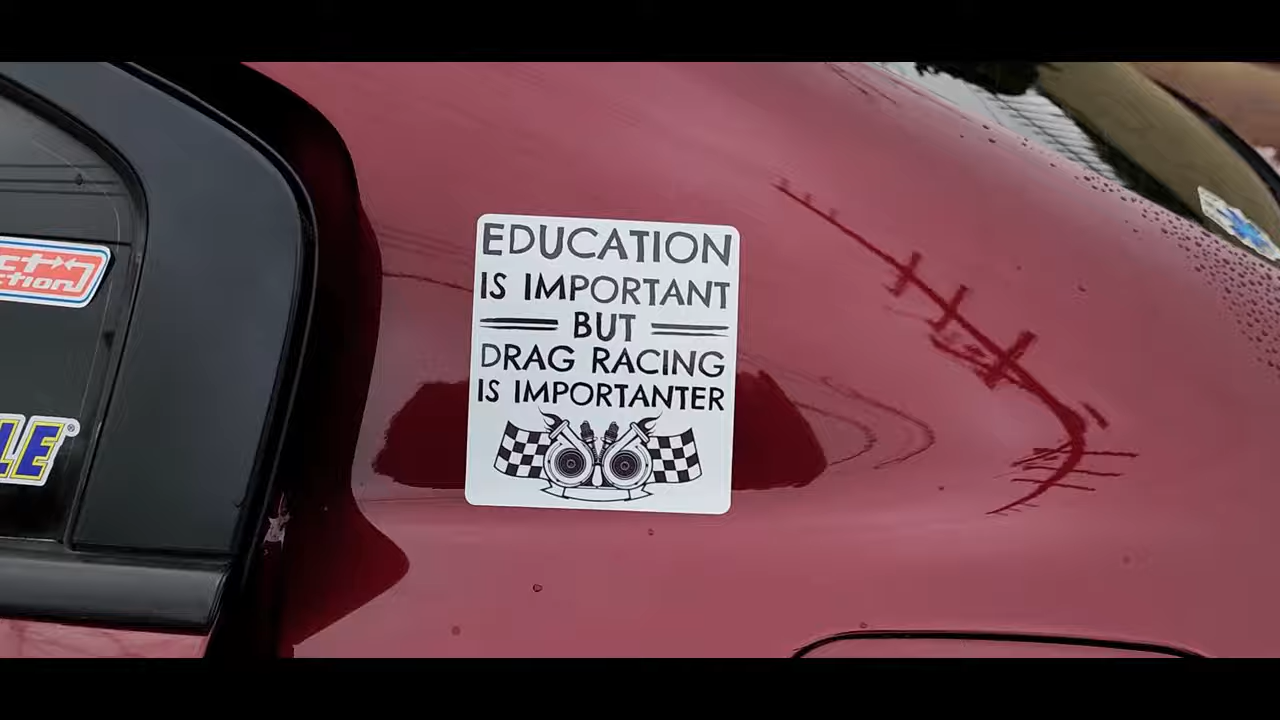 EDUCATION
IS IMPORTANT
BUT
DRAG RACING
IS IMPORTANTER